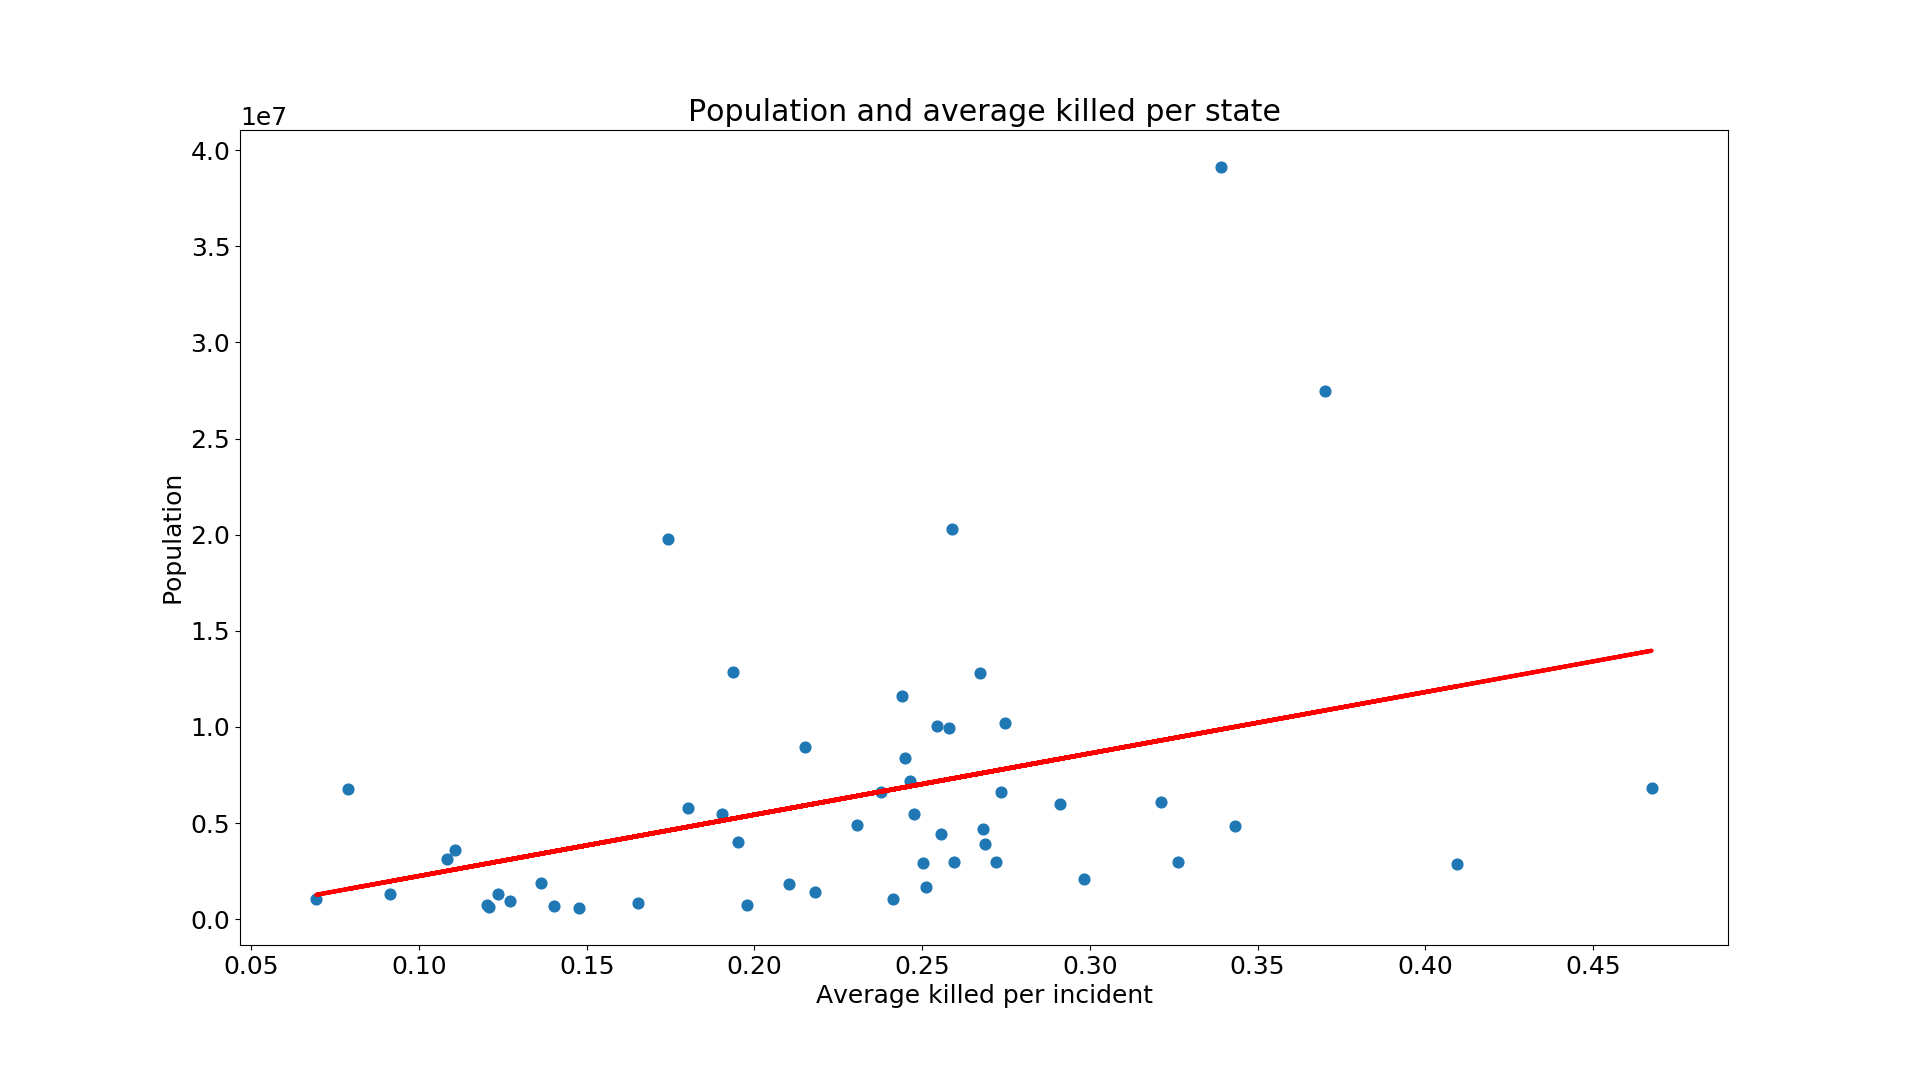 Population and average killed per state
1e7
4.0
3.5
3.0
2.5
2.0
1.5
1.0
0.5
0.0
Population
0.05 0.10 0.15 0.20 0.25 0.30 0.35 0.40 0.45
Average killed per incident